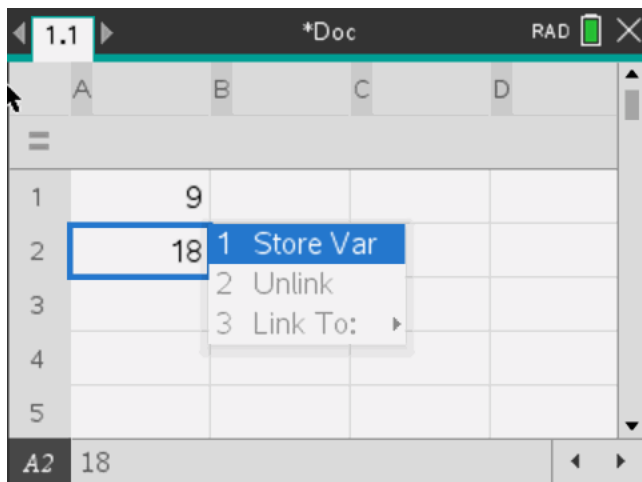 1.1 *Doc RAD
A B C D
=
1 9
2 18
3
4
5
1 Store Var
2 Unlink
3 Link To:
A2 18